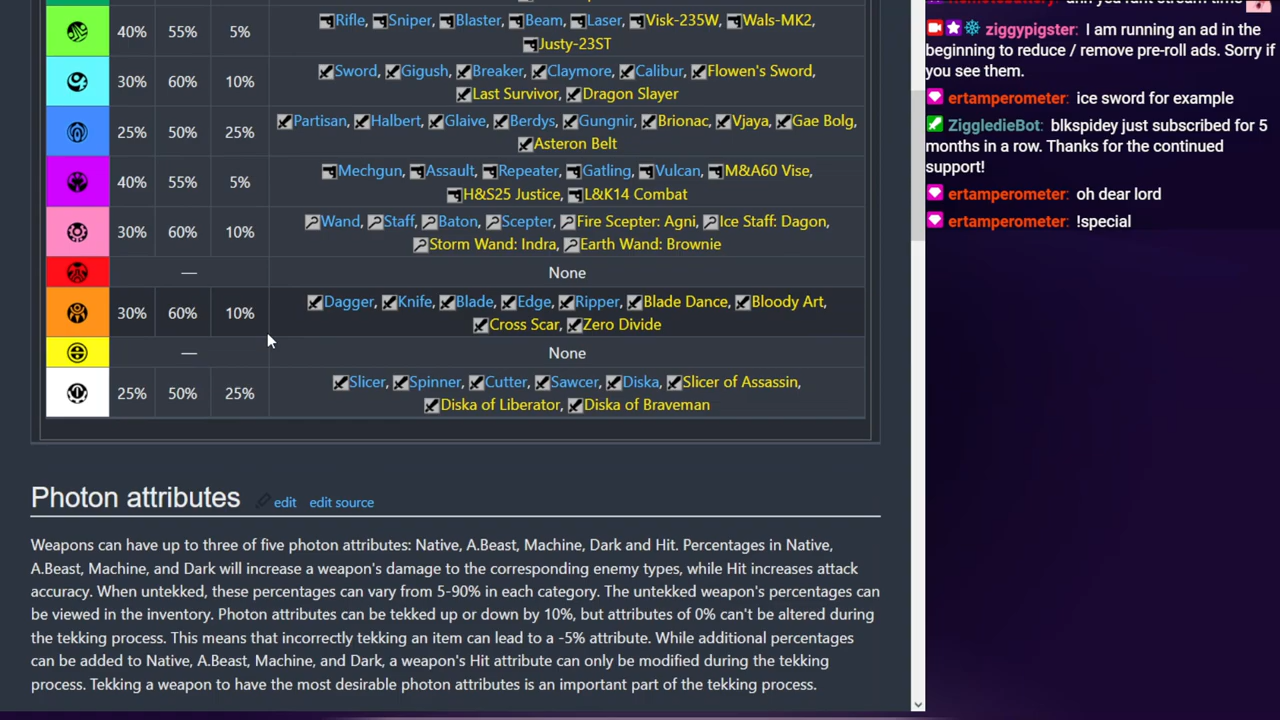 40% 55% 5% Rifle, Sniper, Blaster, Beam, Laser, Visk-235W, Wals-MK2,
Justy-23ST
30% 60% 10% Sword, Gigush, Breaker, Claymore, Calibur, Flowen's Sword,
Last Survivor, Dragon Slayer
25% 50% 25% Partisan, Halbert, Glaive, Berdys, Gungnir, Brionac, Vjaya, Gae Bolg,
Asteron Belt
40% 55% 5% Mechgun, Assault, Repeater, Gatling, Vulcan, M&A60 Vise,
H&S25 Justice, L&K14 Combat
30% 60% 10% Wand, Staff, Baton, Scepter, Fire Scepter: Agni, Ice Staff: Dagon,
Storm Wand: Indra, Earth Wand: Brownie
— None
30% 60% 10% Dagger, Knife, Blade, Edge, Ripper, Blade Dance, Bloody Art,
Cross Scar, Zero Divide
— None
25% 50% 25% Slicer, Spinner, Cutter, Sawcer, Diska, Slicer of Assassin,
Diska of Liberator, Diska of Braveman
Photon attributes edit edit source
Weapons can have up to three of five photon attributes: Native, A.Beast, Machine, Dark and Hit. Percentages in Native,
A.Beast, Machine, and Dark will increase a weapon's damage to the corresponding enemy types, while Hit increases attack
accuracy. When untekked, these percentages can vary from 5-90% in each category. The untekked weapon's percentages can
be viewed in the inventory. Photon attributes can be tekked up or down by 10%, but attributes of 0% can't be altered during
the tekking process. This means that incorrectly tekking an item can lead to a -5% attribute. While additional percentages
can be added to Native, A.Beast, Machine, and Dark, a weapon's Hit attribute can only be modified during the tekking
process. Tekking a weapon to have the most desirable photon attributes is an important part of the tekking process.
ziggypigster: I am running an ad in the
beginning to reduce / remove pre-roll ads. Sorry if
you see them.
ertamperometer: ice sword for example
ZiggledieBot: blkspidey just subscribed for 5
months in a row. Thanks for the continued
support!
ertamperometer: oh dear lord
ertamperometer: !special